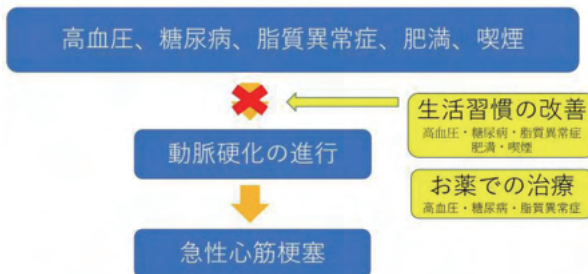 高血圧、糖尿病、脂質異常症、肥満、喫煙
生活習慣の改善
高血圧・糖尿病・脂質異常症
肥満・喫煙
動脈硬化の進行
お薬での治療
高血圧・糖尿病・脂質異常症
急性心筋梗塞